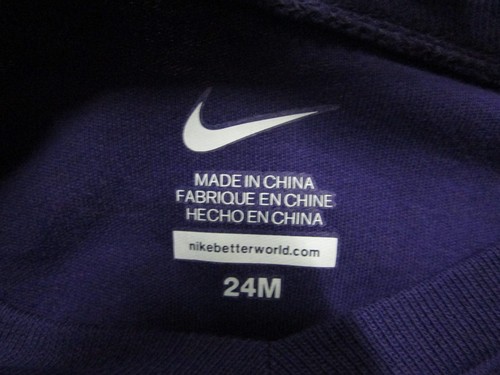 MADE IN CHINA
FABRIQUE EN CHINE
HECHO EN CHINA
nikebetterworld.com
24M